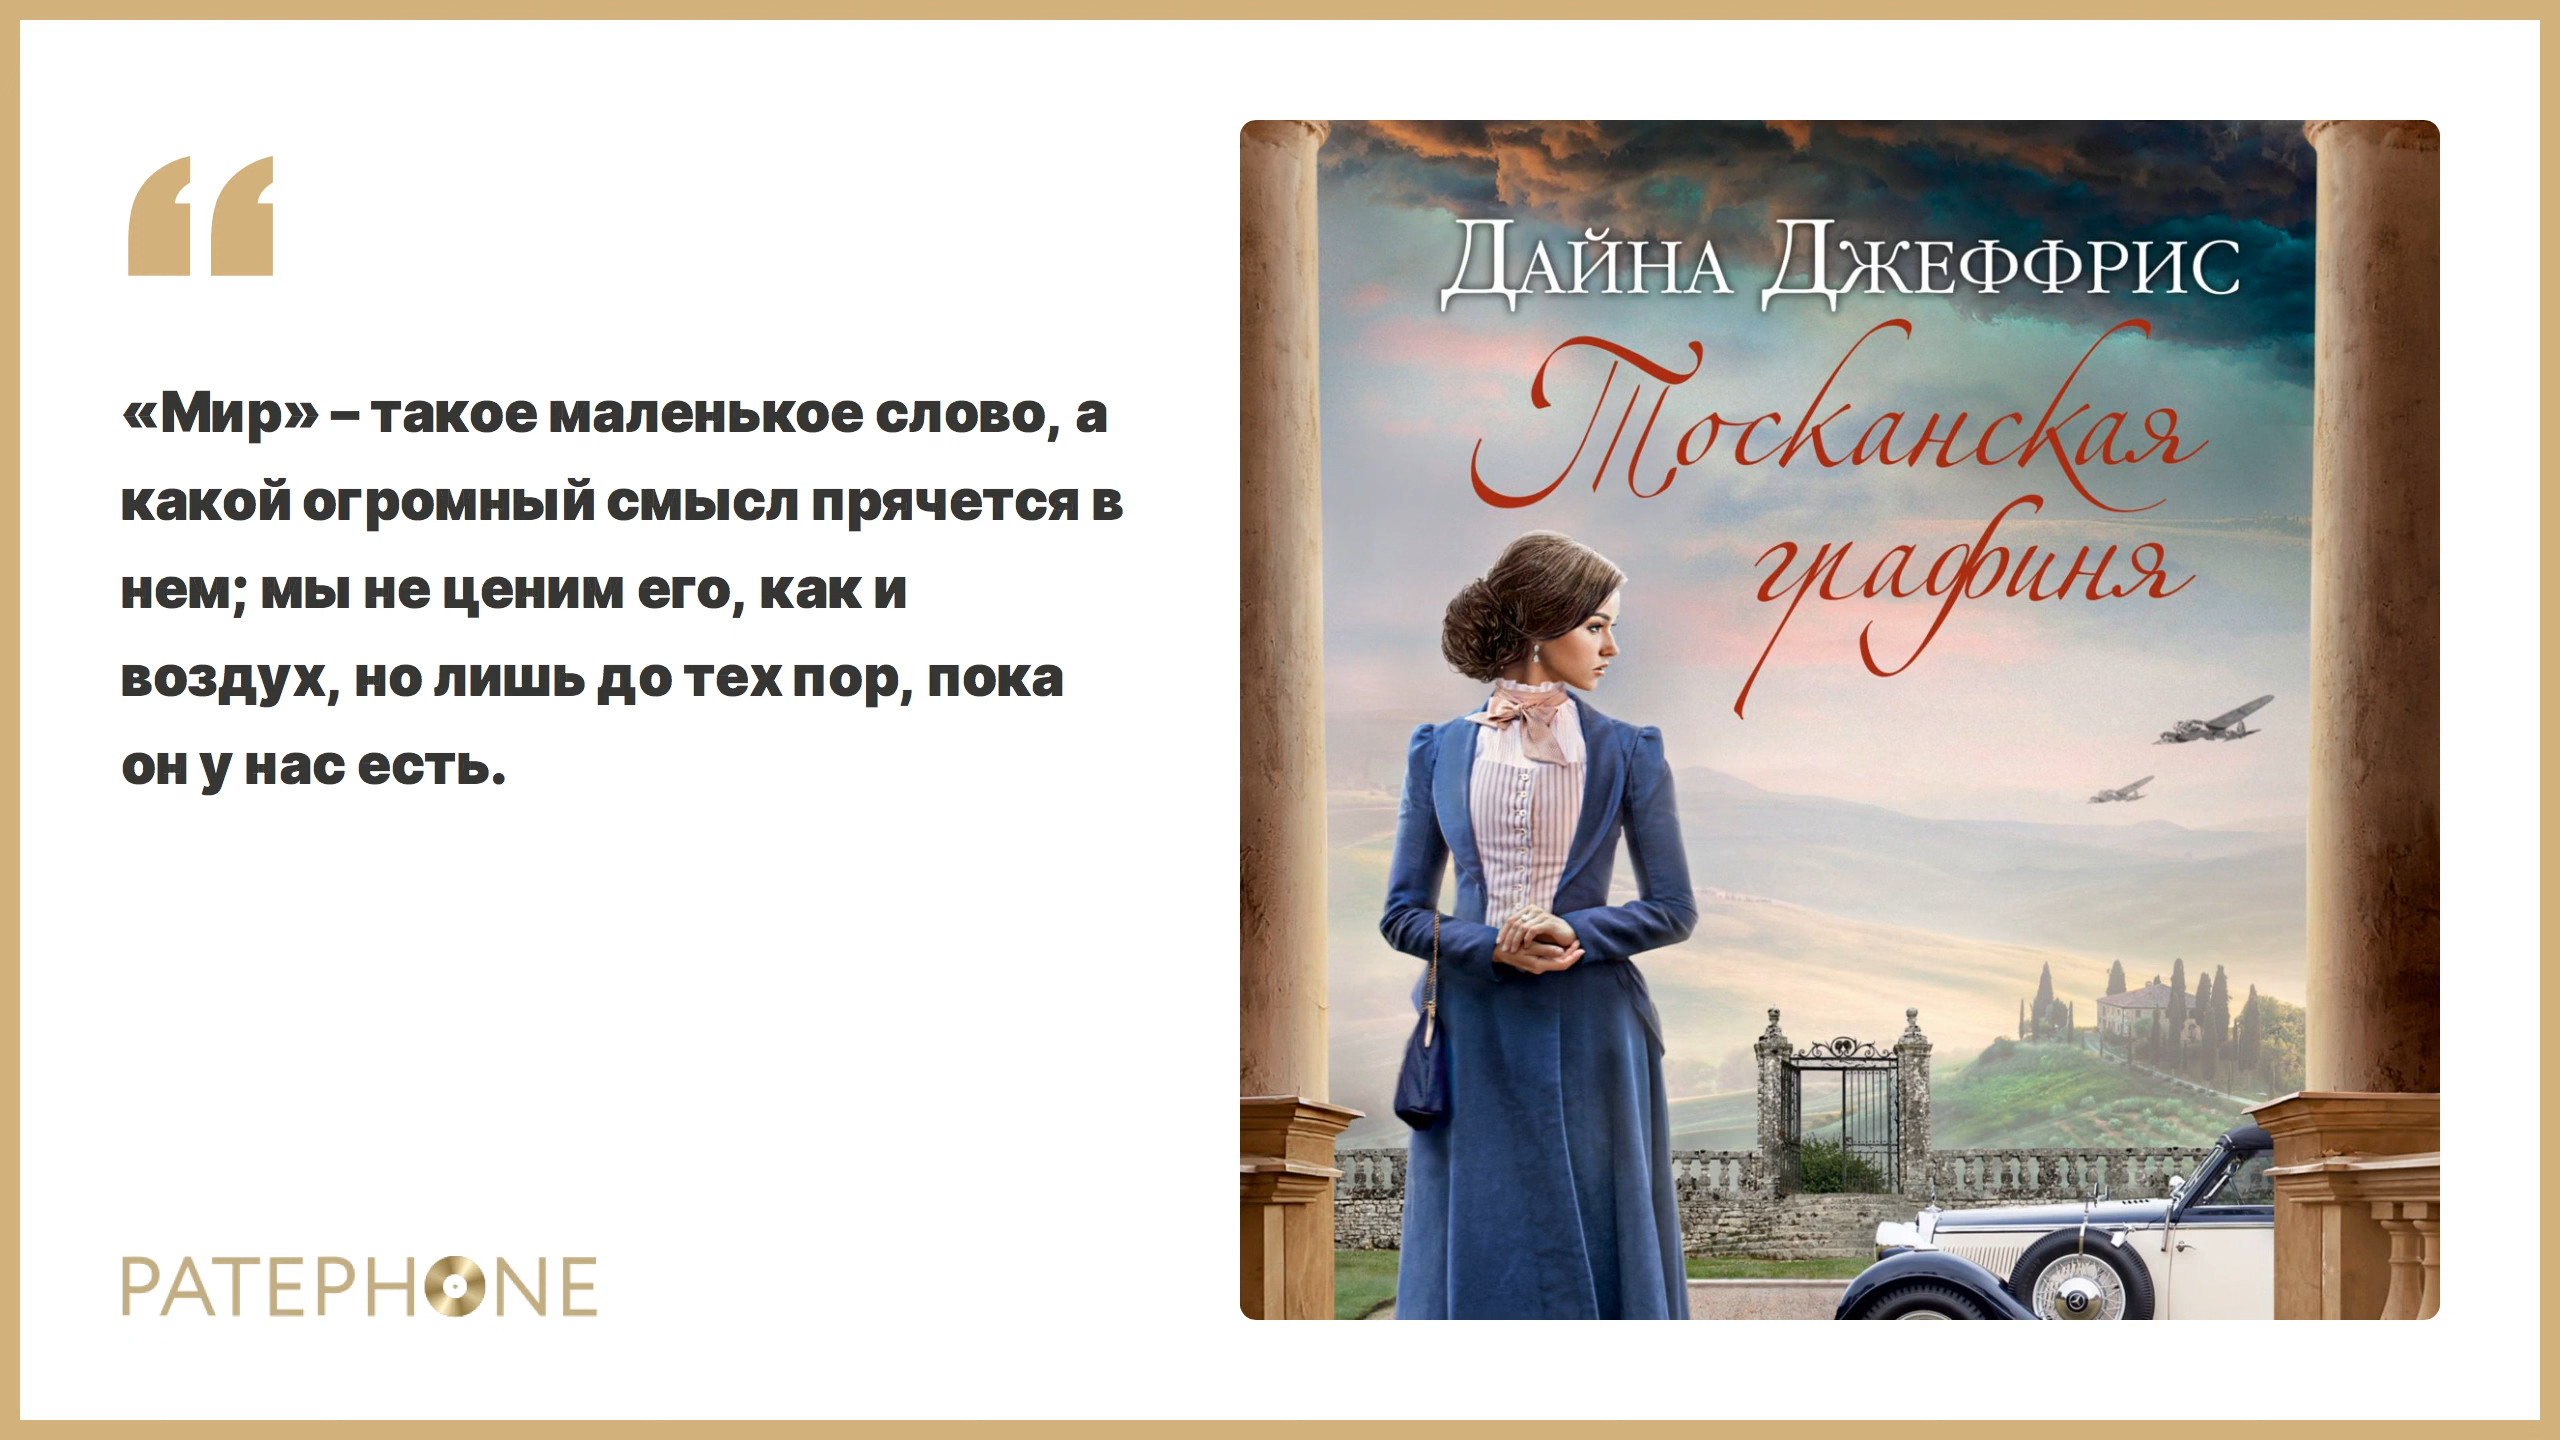 «Мир» – такое маленькое слово, а
какой огромный смысл прячется в
нем; мы не ценим его, как и
воздух, но лишь до тех пор, пока
он у нас есть.
PATEPHONE
Дайна Джеффрис
Тосканская
графиня